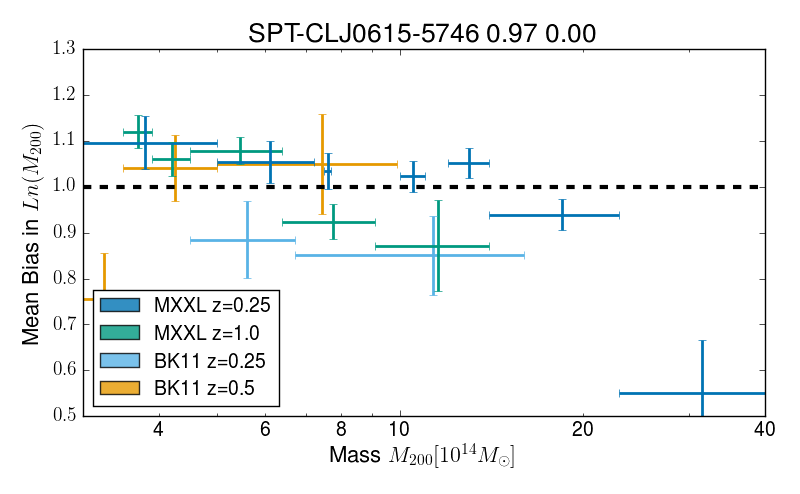 SPT-CLJ0615-5746 0.97 0.00
1.3
1.2
1.1
1.0
0.9
0.8
0.7
0.6
0.5
Mean Bias in Ln(M₂₀₀)
MXXL z=0.25
MXXL z=1.0
BK11 z=0.25
BK11 z=0.5
4 6 8 10 20 40
Mass M₂₀₀[10¹⁴M☉]